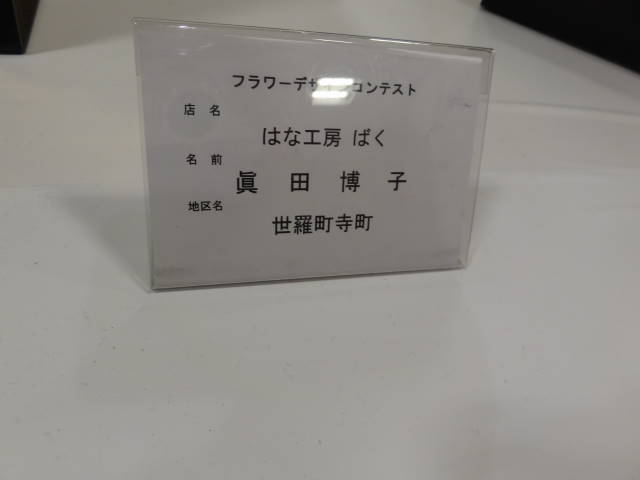 フラワーデザインコンテスト
店 名
はな工房 ばく
名 前
眞 田 博 子
地区名
世羅町寺町